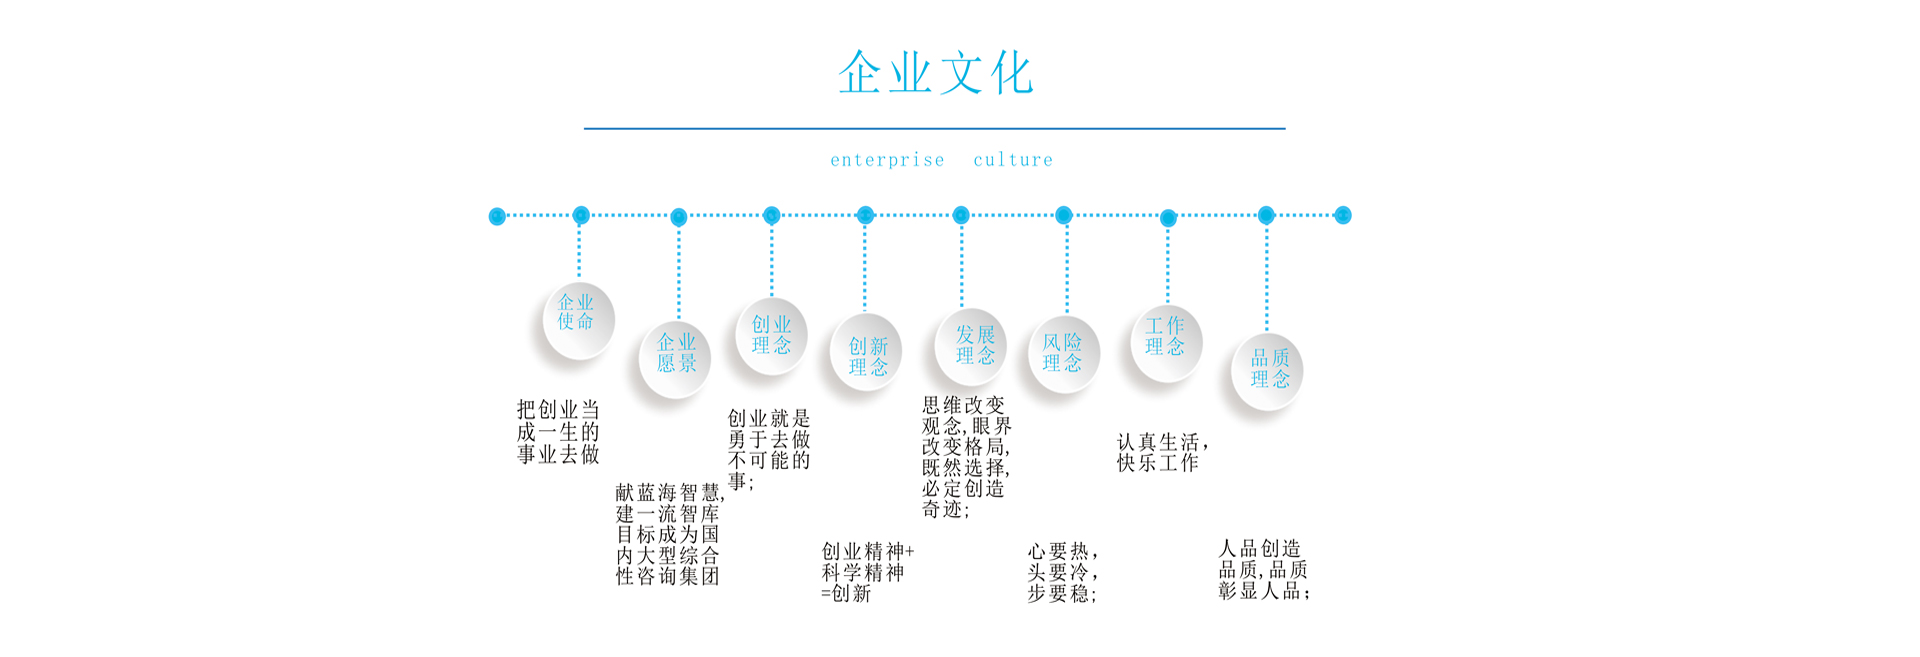 企业文化
enterprise culture
企业
使命
把创业当
成一生的
事业去做
企业
愿景
献蓝海智慧,
建一流智库
目标成为国
内大型综合
性咨询集团
创业
理念
创业就是
勇于去做
不可能的
事;
创新
理念
创业精神+
科学精神
=创新
发展
理念
思维改变
观念,眼界
改变格局,
既然选择,
必定创造
奇迹;
风险
理念
心要热，
头要冷，
步要稳;
工作
理念
认真生活，
快乐工作
品质
理念
人品创造
品质,品质
彰显人品；